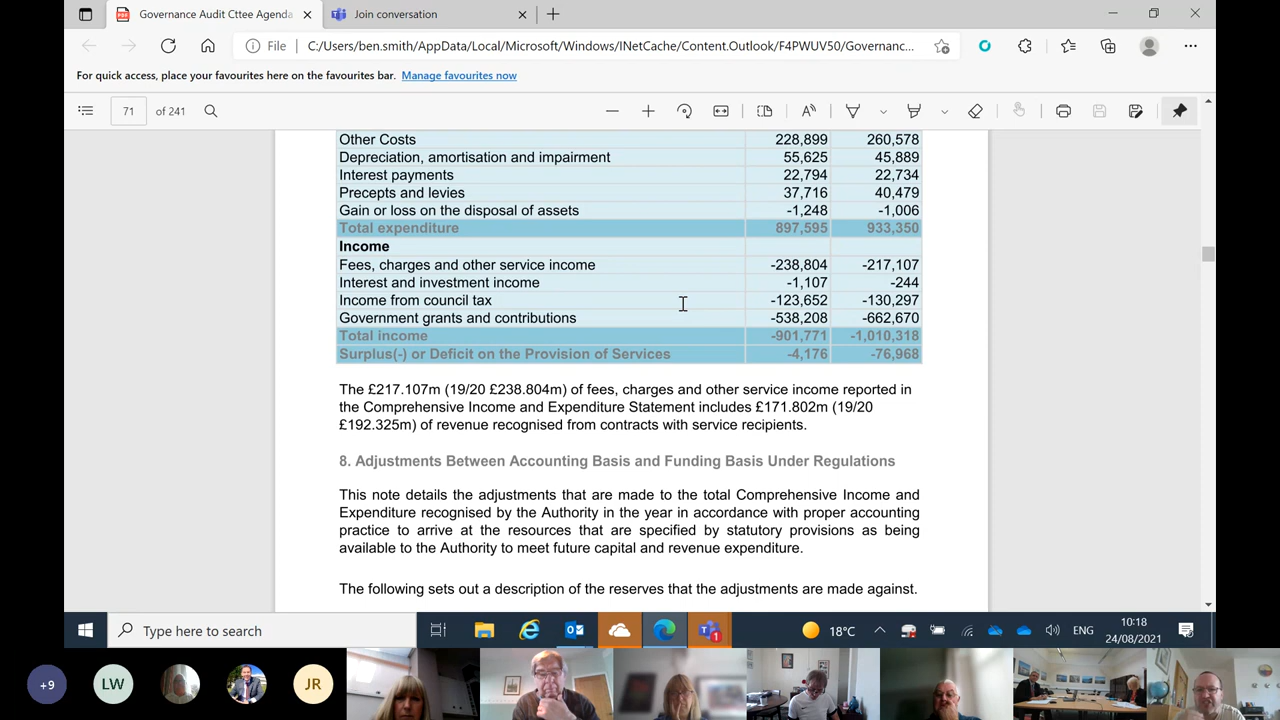 Governance Audit Cttee Agenda
Join conversation
File
C:/Users/ben.smith/AppData/Local/Microsoft/Windows/INetCache/Content.Outlook/F4PWUV50/Governanc...
For quick access, place your favourites here on the favourites bar. Manage favourites now
71 of 241
Other Costs 228,899 260,578
Depreciation, amortisation and impairment 55,625 45,889
Interest payments 22,794 22,734
Precepts and levies 37,716 40,479
Gain or loss on the disposal of assets -1,248 -1,006
Total expenditure 897,595 933,350
Income
Fees, charges and other service income -238,804 -217,107
Interest and investment income -1,107 -244
Income from council tax -123,652 -130,297
Government grants and contributions -538,208 -662,670
Total income -901,771 -1,010,318
Surplus(-) or Deficit on the Provision of Services -4,176 -76,968
The £217.107m (19/20 £238.804m) of fees, charges and other service income reported in
the Comprehensive Income and Expenditure Statement includes £171.802m (19/20
£192.325m) of revenue recognised from contracts with service recipients.
8. Adjustments Between Accounting Basis and Funding Basis Under Regulations
This note details the adjustments that are made to the total Comprehensive Income and
Expenditure recognised by the Authority in the year in accordance with proper accounting
practice to arrive at the resources that are specified by statutory provisions as being
available to the Authority to meet future capital and revenue expenditure.
The following sets out a description of the reserves that the adjustments are made against.
Type here to search
1
18°C
ENG
10:18
24/08/2021
+9
LW
JR